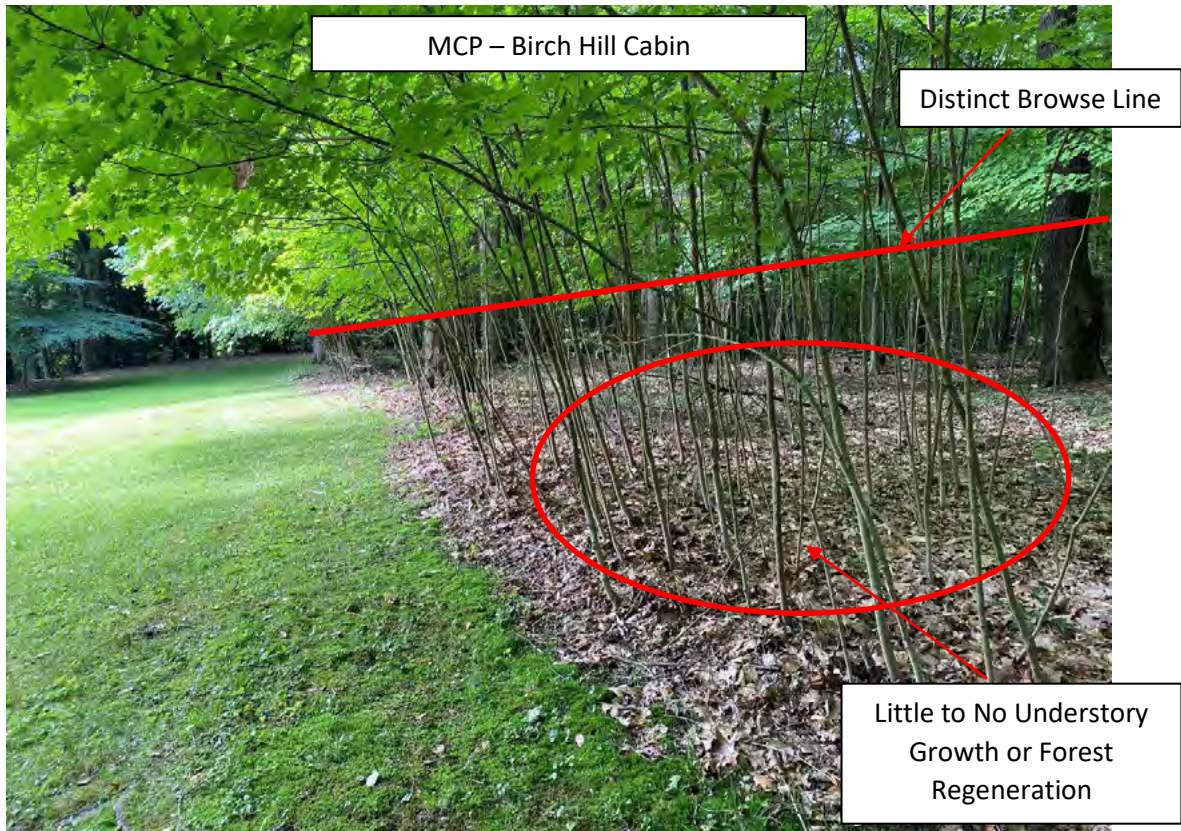 MCP – Birch Hill Cabin
Distinct Browse Line
Little to No Understory
Growth or Forest
Regeneration